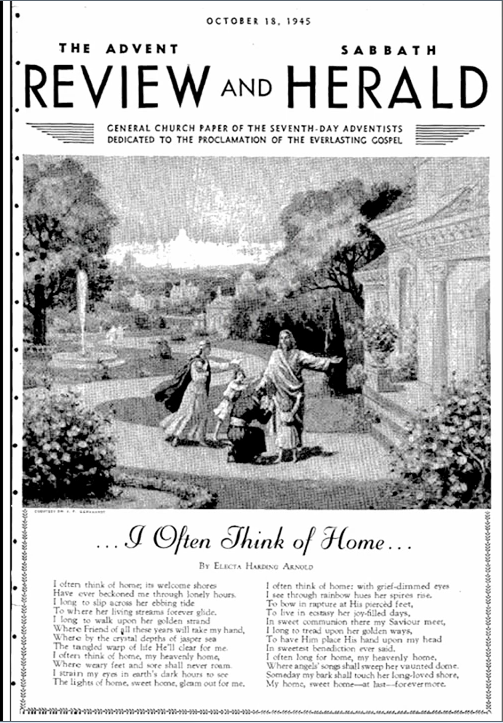 OCTOBER 18, 1945
THE ADVENT SABBATH
REVIEW AND HERALD
GENERAL CHURCH PAPER OF THE SEVENTH-DAY ADVENTISTS
DEDICATED TO THE PROCLAMATION OF THE EVERLASTING GOSPEL
...I Often Think of Home...
BY ELECTA HARDING ARNOLD
I often think of home; its welcome shores
Have ever beckoned me through lonely hours.
I long to slip across her ebbing tide
To where her living streams forever glide.
I long to walk upon her golden strand
Where Friend of all these years will take my hand,
Where by the crystal depths of jasper sea
The tangled warp of life He'll clear for me.
I often think of home, my heavenly home,
Where weary feet and sore shall never roam.
I strain my eyes in earth's dark hours to see
The lights of home, sweet home, gleam out for me.
I often think of home; with grief-dimmed eyes
I see through rainbow hues her spires rise.
To bow in rapture at His piercèd feet,
To live in ecstasy her joy-filled days,
In sweet communion there my Saviour meet,
I long to tread upon her golden ways,
To have Him place His hand upon my head
In sweetest benediction ever said.
I often long for home, my heavenly home,
Where angels' songs shall sweep her vaunted dome.
Someday my bark shall touch her long-loved shore,
My home, sweet home—at last—forevermore.